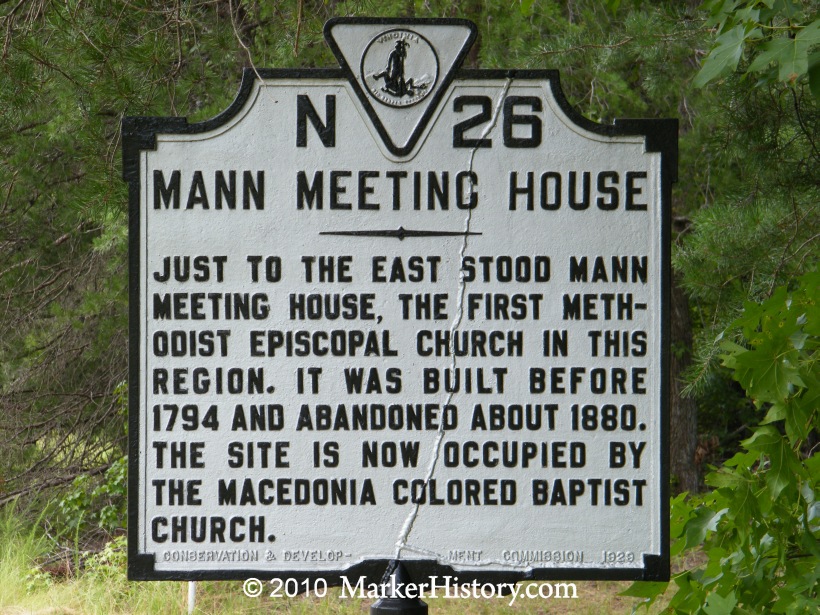 VIRGINIA
N 26
MANN MEETING HOUSE
JUST TO THE EAST STOOD MANN
MEETING HOUSE, THE FIRST METH-
ODIST EPISCOPAL CHURCH IN THIS
REGION. IT WAS BUILT BEFORE
1794 AND ABANDONED ABOUT 1880.
THE SITE IS NOW OCCUPIED BY
THE MACEDONIA COLORED BAPTIST
CHURCH.
CONSERVATION & DEVELOP- MENT COMMISSION 1929
© 2010 MarkerHistory.com